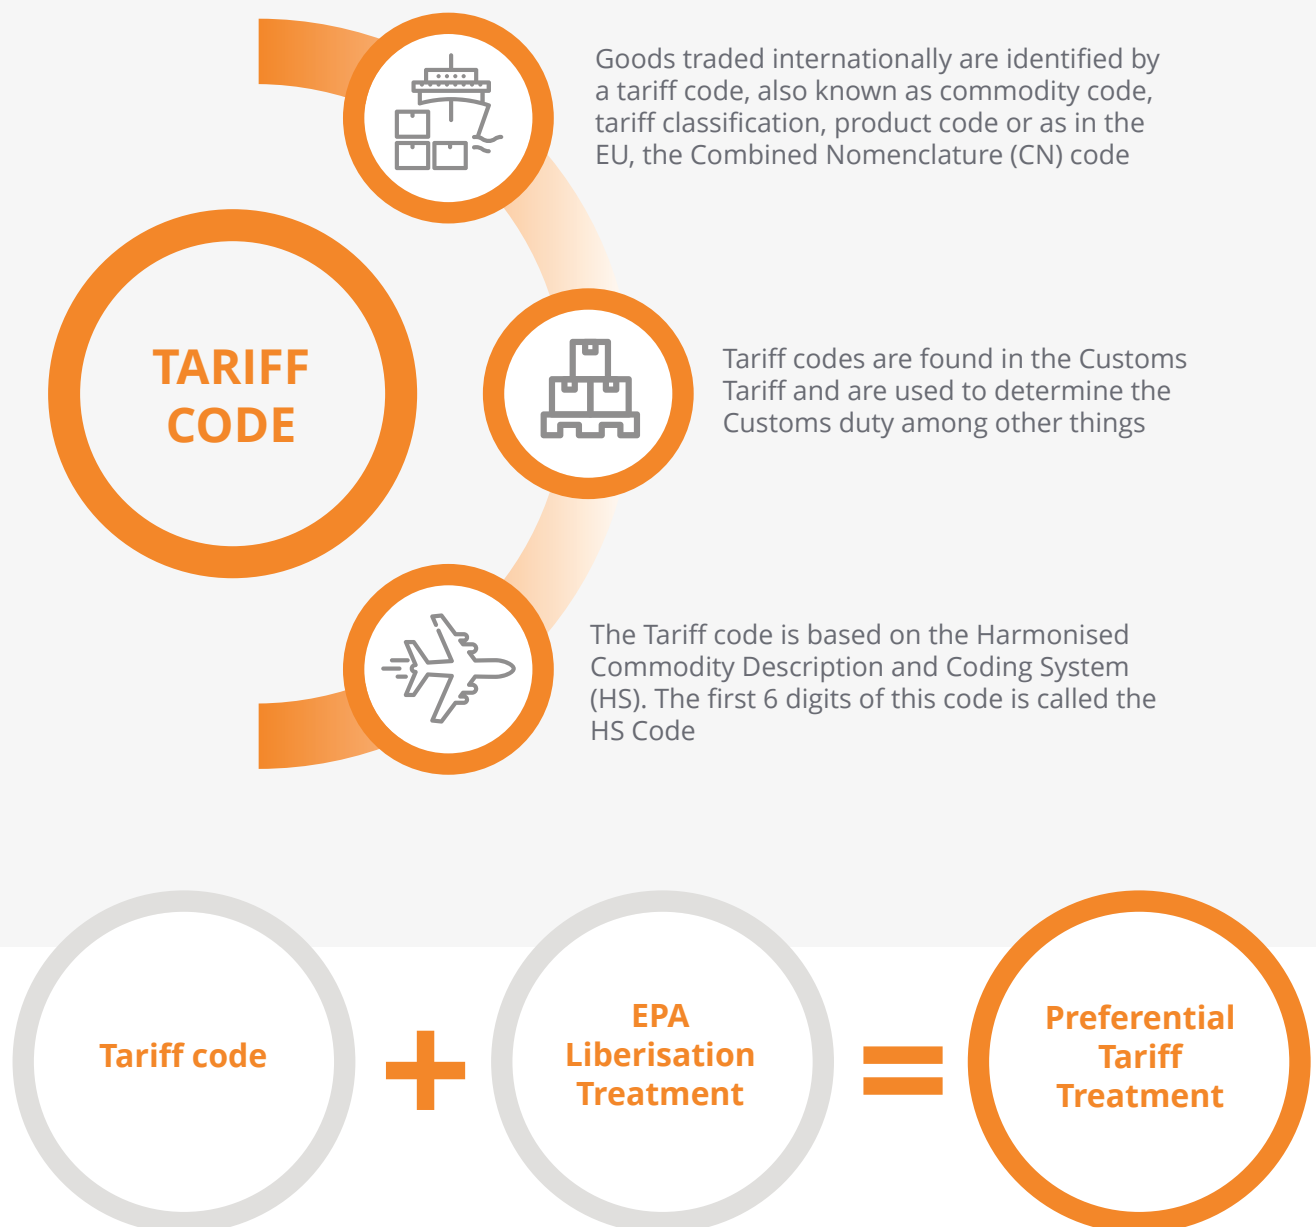 Goods traded internationally are identified by
a tariff code, also known as commodity code,
tariff classification, product code or as in the
EU, the Combined Nomenclature (CN) code
TARIFF
CODE
Tariff codes are found in the Customs
Tariff and are used to determine the
Customs duty among other things
The Tariff code is based on the Harmonised
Commodity Description and Coding System
(HS). The first 6 digits of this code is called the
HS Code
Tariff code
+
EPA
Liberisation
Treatment
=
Preferential
Tariff
Treatment